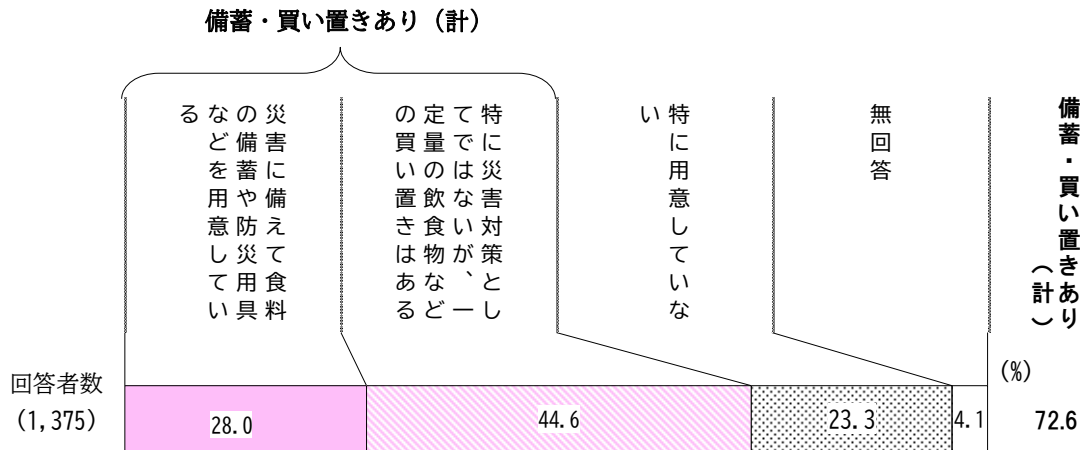 備蓄・買い置きあり（計）
災害に備えて食料
の備蓄や防災用具
などを用意してい
る
特に災害対策とし
てではないが、一
定量の飲食物など
の買い置きはある
特に用意していな
い
無回答
備蓄・買い置きあり
（計）
(%)
回答者数
(1,375)
28.0
44.6
23.3
4.1
72.6